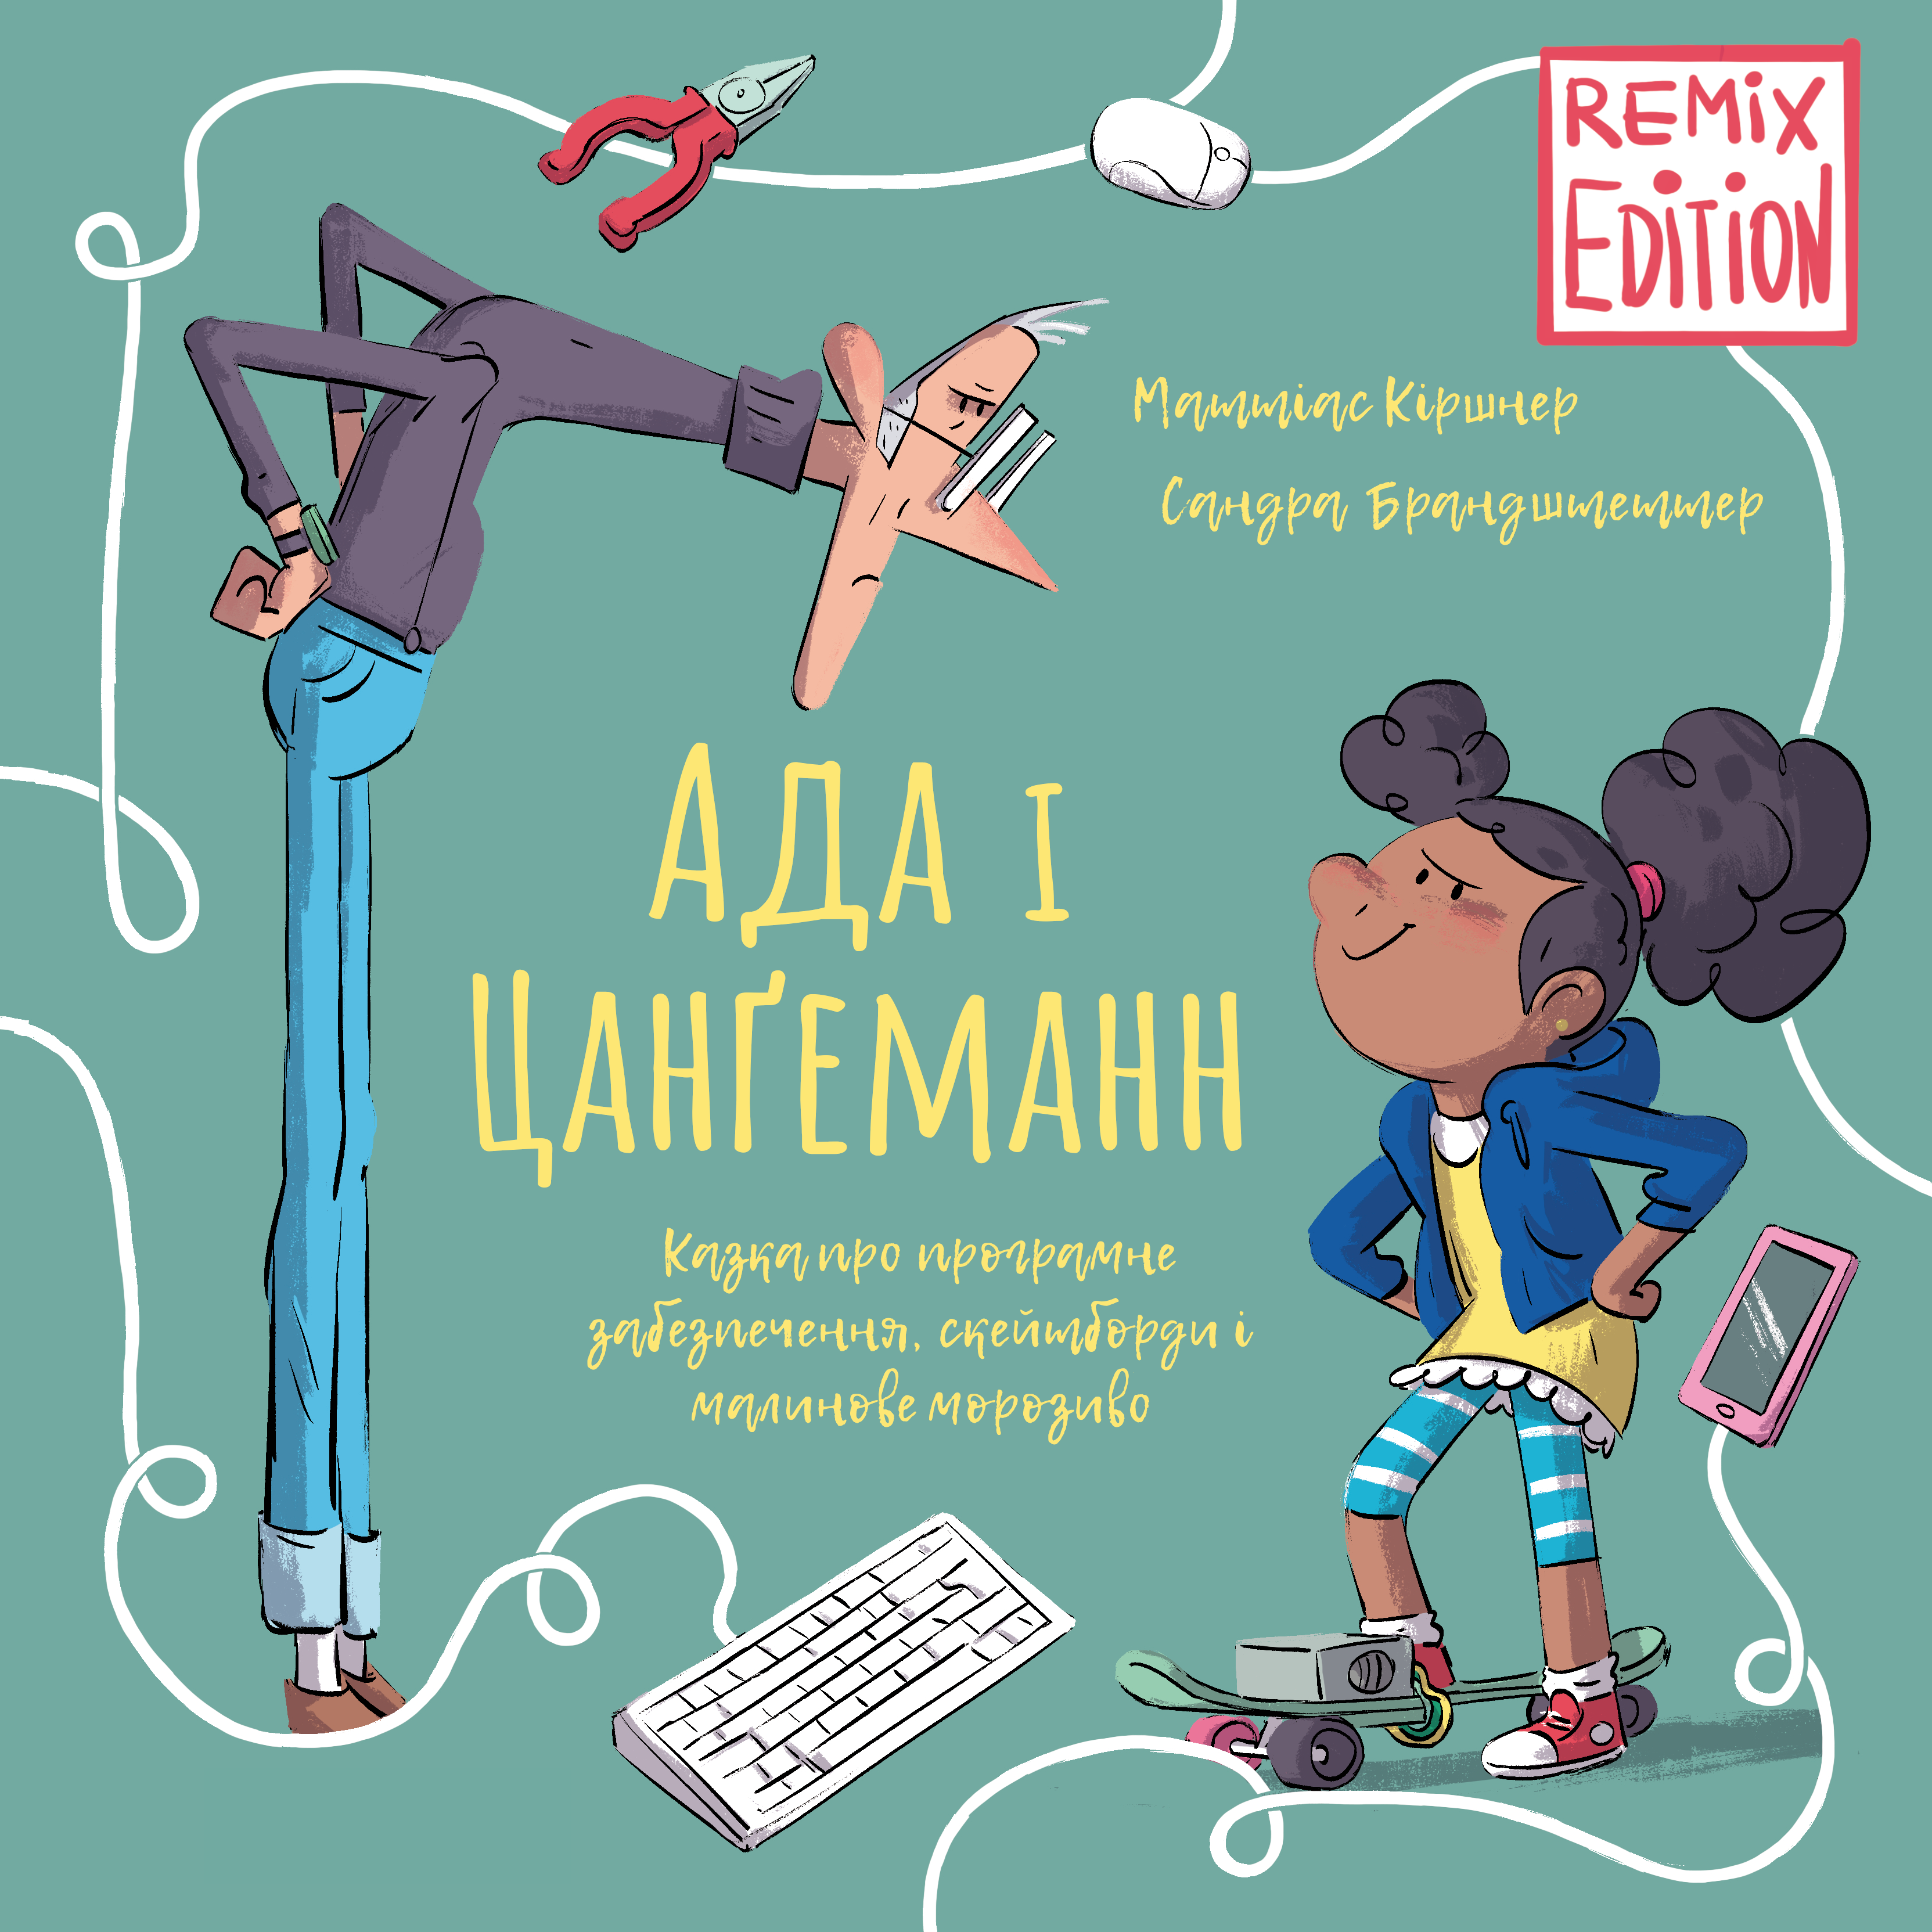 REMiX
EDiTiON
Маттіас Кіршнер
Сандра Брандштеттер
АДА І
ЦАНҐЕМАНН
Казка про програмне
забезпечення, скейтборди і
малинове морозиво